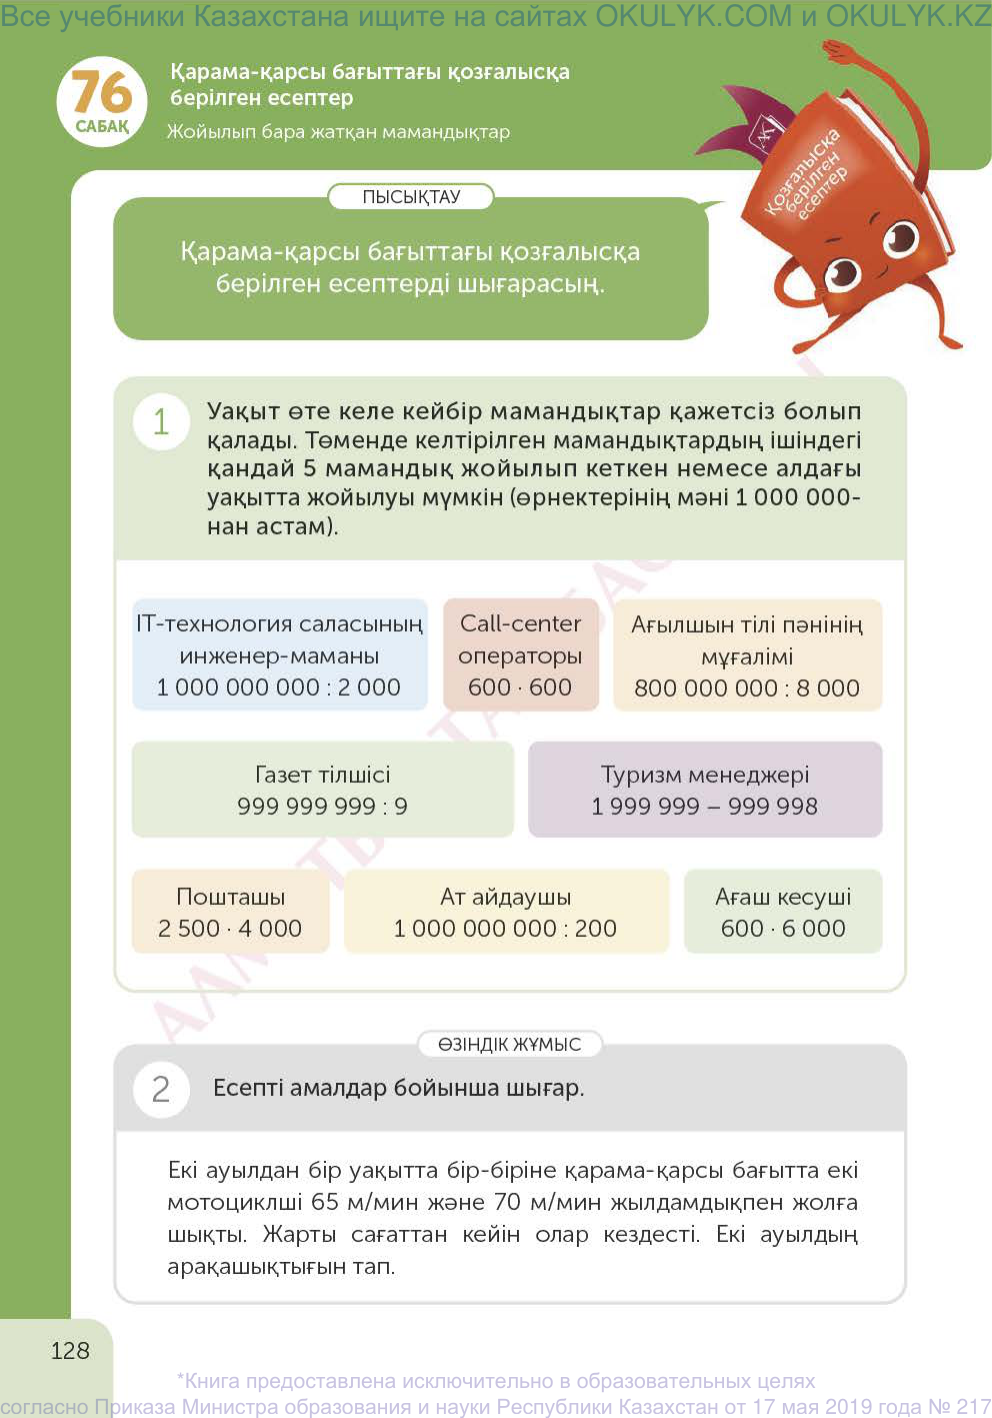 Все учебники Казахстана ищите на сайтах OKULYK.COM и OKULYK.KZ
76
САБАҚ
Қарама-қарсы бағыттағы қозғалысқа
берілген есептер
Жойылып бара жатқан мамандықтар
Қозғалысқа
берілген
есептер
ПЫСЫҚТАУ
Қарама-қарсы бағыттағы қозғалысқа
берілген есептерді шығарасың.
1
Уақыт өте келе кейбір мамандықтар қажетсіз болып
қалады. Төменде келтірілген мамандықтардың ішіндегі
қандай 5 мамандық жойылып кеткен немесе алдағы
уақытта жойылуы мүмкін (өрнектерінің мәні 1 000 000-
нан астам).
IT-технология саласының
инженер-маманы
1 000 000 000 : 2 000
Call-center
операторы
600 · 600
Ағылшын тілі пәнінің
мұғалімі
800 000 000 : 8 000
Газет тілшісі
999 999 999 : 9
Туризм менеджері
1 999 999 – 999 998
Пошташы
2 500 · 4 000
Ат айдаушы
1 000 000 000 : 200
Ағаш кесуші
600 · 6 000
ӨЗІНДІК ЖҰМЫС
2
Есепті амалдар бойынша шығар.
Екі ауылдан бір уақытта бір-біріне қарама-қарсы бағытта екі
мотоциклші 65 м/мин және 70 м/мин жылдамдықпен жолға
шықты. Жарты сағаттан кейін олар кездесті. Екі ауылдың
арақашықтығын тап.
128
*Книга предоставлена исключительно в образовательных целях
согласно Приказа Министра образования и науки Республики Казахстан от 17 мая 2019 года № 217